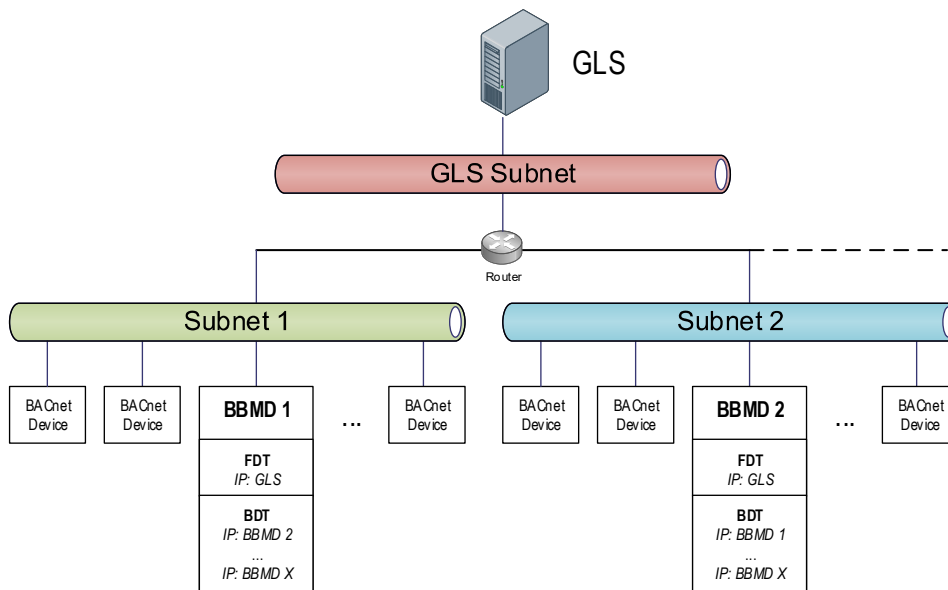 GLS
GLS Subnet
Router
Subnet 1
Subnet 2
BACnet
Device
BACnet
Device
BBMD 1
FDT
IP: GLS
BDT
IP: BBMD 2
...
IP: BBMD X
...
BACnet
Device
BACnet
Device
BACnet
Device
BBMD 2
FDT
IP: GLS
BDT
IP: BBMD 1
...
IP: BBMD X
...
BACnet
Device